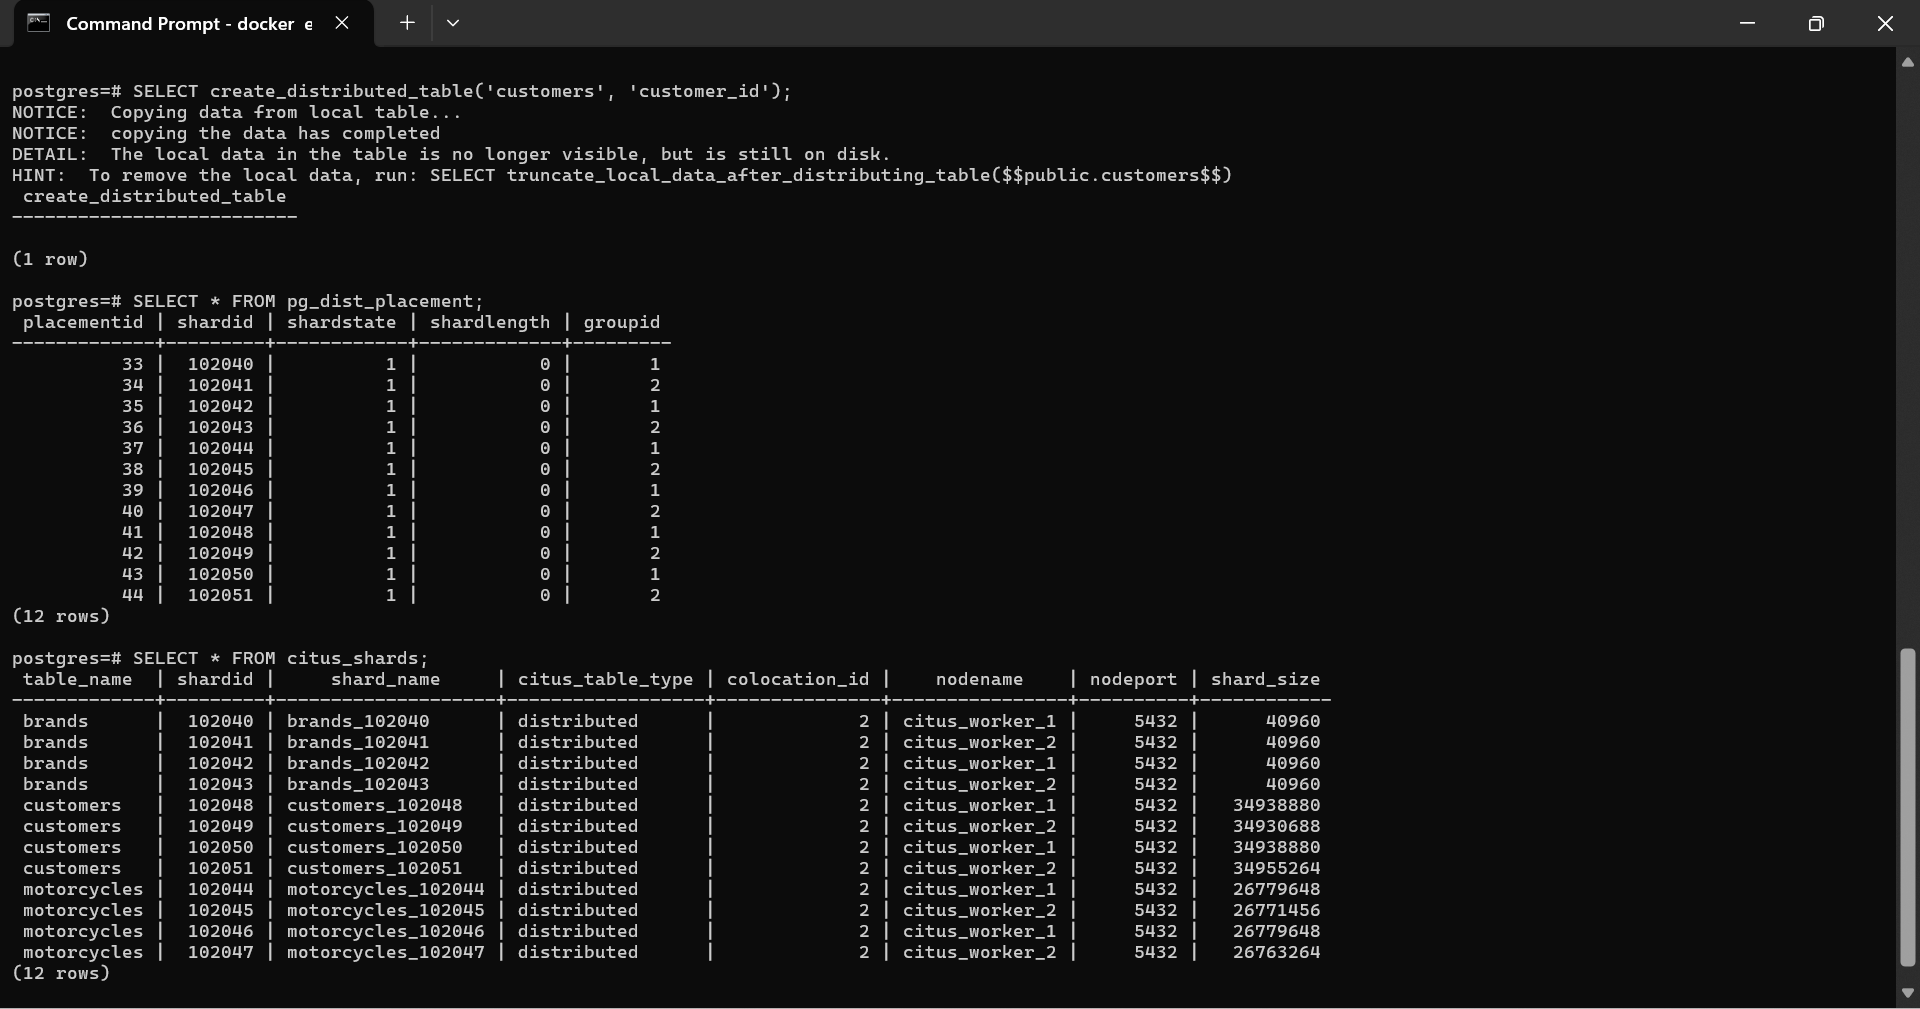 Command Prompt - docker e
postgres=# SELECT create_distributed_table('customers', 'customer_id');
NOTICE:  Copying data from local table...
NOTICE:  copying the data has completed
DETAIL:  The local data in the table is no longer visible, but is still on disk.
HINT:  To remove the local data, run: SELECT truncate_local_data_after_distributing_table($$public.customers$$)
 create_distributed_table
--------------------------
(1 row)
postgres=# SELECT * FROM pg_dist_placement;
 placementid | shardid | shardstate | shardlength | groupid
-------------+---------+------------+-------------+---------
          33 |  102040 |          1 |           0 |       1
          34 |  102041 |          1 |           0 |       2
          35 |  102042 |          1 |           0 |       1
          36 |  102043 |          1 |           0 |       2
          37 |  102044 |          1 |           0 |       1
          38 |  102045 |          1 |           0 |       2
          39 |  102046 |          1 |           0 |       1
          40 |  102047 |          1 |           0 |       2
          41 |  102048 |          1 |           0 |       1
          42 |  102049 |          1 |           0 |       2
          43 |  102050 |          1 |           0 |       1
          44 |  102051 |          1 |           0 |       2
(12 rows)
postgres=# SELECT * FROM citus_shards;
 table_name  | shardid |     shard_name     | citus_table_type | colocation_id |    nodename    | nodeport | shard_size
-------------+---------+--------------------+------------------+---------------+----------------+----------+------------
 brands      |  102040 | brands_102040      | distributed      |             2 | citus_worker_1 |     5432 |      40960
 brands      |  102041 | brands_102041      | distributed      |             2 | citus_worker_2 |     5432 |      40960
 brands      |  102042 | brands_102042      | distributed      |             2 | citus_worker_1 |     5432 |      40960
 brands      |  102043 | brands_102043      | distributed      |             2 | citus_worker_2 |     5432 |      40960
 customers   |  102048 | customers_102048   | distributed      |             2 | citus_worker_1 |     5432 |   34938880
 customers   |  102049 | customers_102049   | distributed      |             2 | citus_worker_2 |     5432 |   34930688
 customers   |  102050 | customers_102050   | distributed      |             2 | citus_worker_1 |     5432 |   34938880
 customers   |  102051 | customers_102051   | distributed      |             2 | citus_worker_2 |     5432 |   34955264
 motorcycles |  102044 | motorcycles_102044 | distributed      |             2 | citus_worker_1 |     5432 |   26779648
 motorcycles |  102045 | motorcycles_102045 | distributed      |             2 | citus_worker_2 |     5432 |   26771456
 motorcycles |  102046 | motorcycles_102046 | distributed      |             2 | citus_worker_1 |     5432 |   26779648
 motorcycles |  102047 | motorcycles_102047 | distributed      |             2 | citus_worker_2 |     5432 |   26763264
(12 rows)